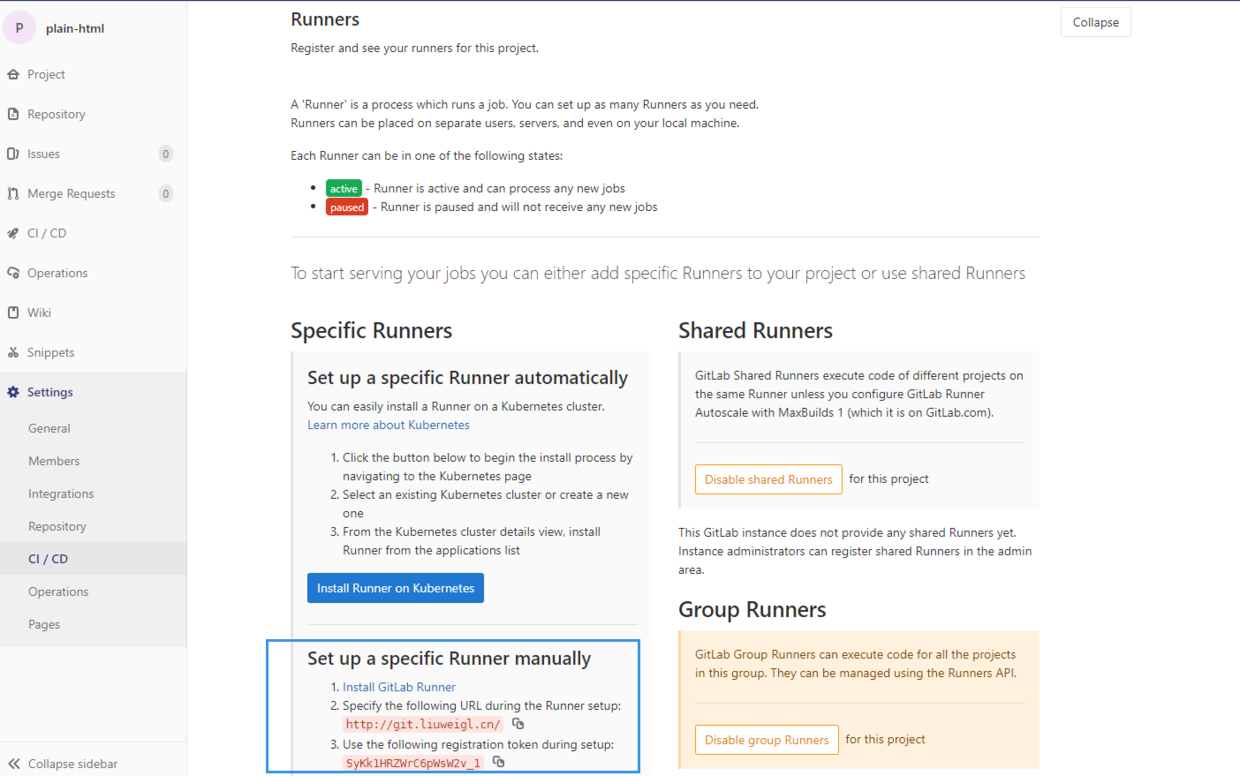 P plain-html
Project
Repository
Issues 0
Merge Requests 0
CI / CD
Operations
Wiki
Snippets
Settings
General
Members
Integrations
Repository
CI / CD
Operations
Pages
Collapse sidebar
Runners
Collapse
Register and see your runners for this project.
A 'Runner' is a process which runs a job. You can set up as many Runners as you need.
Runners can be placed on separate users, servers, and even on your local machine.
Each Runner can be in one of the following states:
• active - Runner is active and can process any new jobs
• paused - Runner is paused and will not receive any new jobs
To start serving your jobs you can either add specific Runners to your project or use shared Runners
Specific Runners
Set up a specific Runner automatically
You can easily install a Runner on a Kubernetes cluster.
Learn more about Kubernetes
1. Click the button below to begin the install process by
navigating to the Kubernetes page
2. Select an existing Kubernetes cluster or create a new
one
3. From the Kubernetes cluster details view, install
Runner from the applications list
Install Runner on Kubernetes
Set up a specific Runner manually
1. Install GitLab Runner
2. Specify the following URL during the Runner setup:
http://git.liuweigl.cn/
3. Use the following registration token during setup:
SyKk1HRZWrC6pWsW2v_1
Shared Runners
GitLab Shared Runners execute code of different projects on
the same Runner unless you configure GitLab Runner
Autoscale with MaxBuilds 1 (which it is on GitLab.com).
Disable shared Runners for this project
This GitLab instance does not provide any shared Runners yet.
Instance administrators can register shared Runners in the admin
area.
Group Runners
GitLab Group Runners can execute code for all the projects
in this group. They can be managed using the Runners API.
Disable group Runners for this project